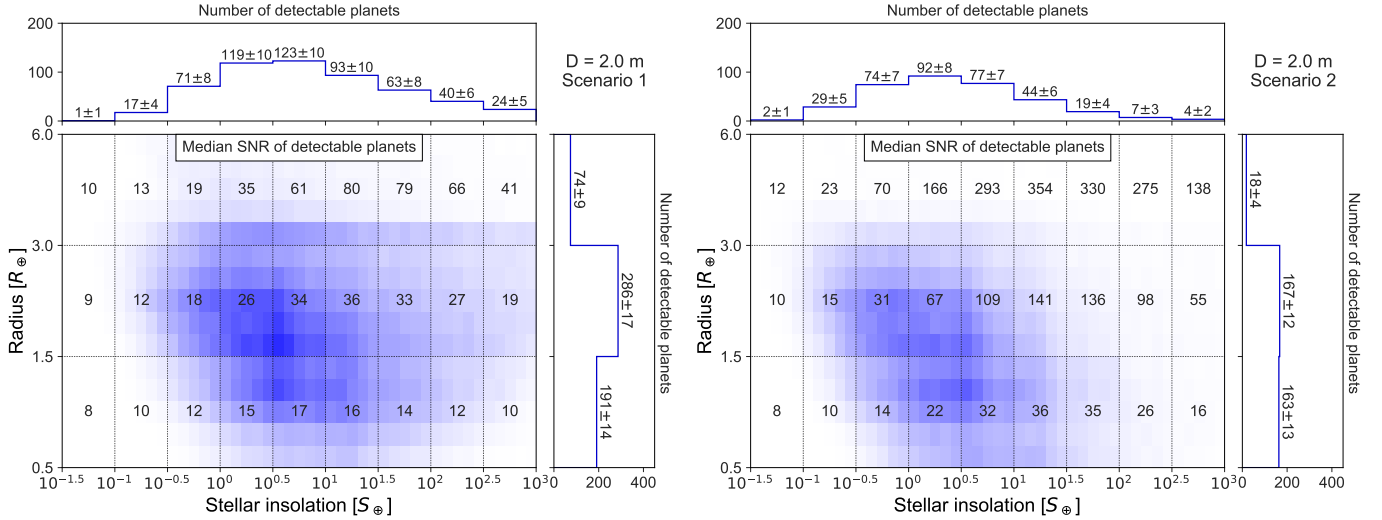 Number of detectable planets
200
100
0
1±1
17±4
71±8
119±10
123±10
93±10
63±8
40±6
24±5
D = 2.0 m
Scenario 1
Median SNR of detectable planets
6.0
3.0
1.5
0.5
Radius [R⊕]
10 13 19 35 61 80 79 66 41
9 12 18 26 34 36 33 27 19
8 10 12 15 17 16 14 12 10
10^-1.5 10^-1 10^-0.5 10^0 10^0.5 10^1 10^1.5 10^2 10^2.5 10^3
Stellar insolation [S⊕]
74±9
286±17
191±14
0 200 400
Number of detectable planets
Number of detectable planets
200
100
0
2±1
29±5
74±7
92±8
77±7
44±6
19±4
7±3
4±2
D = 2.0 m
Scenario 2
Median SNR of detectable planets
6.0
3.0
1.5
0.5
Radius [R⊕]
12 23 70 166 293 354 330 275 138
10 15 31 67 109 141 136 98 55
8 10 14 22 32 36 35 26 16
10^-1.5 10^-1 10^-0.5 10^0 10^0.5 10^1 10^1.5 10^2 10^2.5 10^3
Stellar insolation [S⊕]
18±4
167±12
163±13
0 200 400
Number of detectable planets